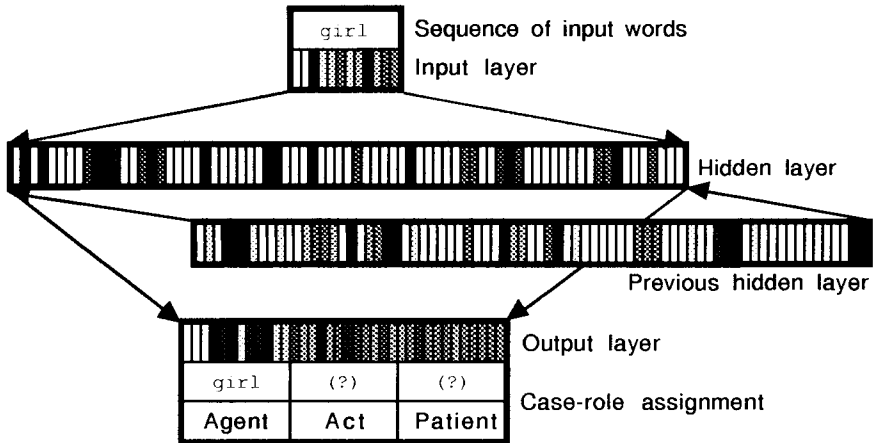 girl Sequence of input words
Input layer
Hidden layer
Previous hidden layer
Output layer
girl (?) (?)
Case-role assignment
Agent Act Patient